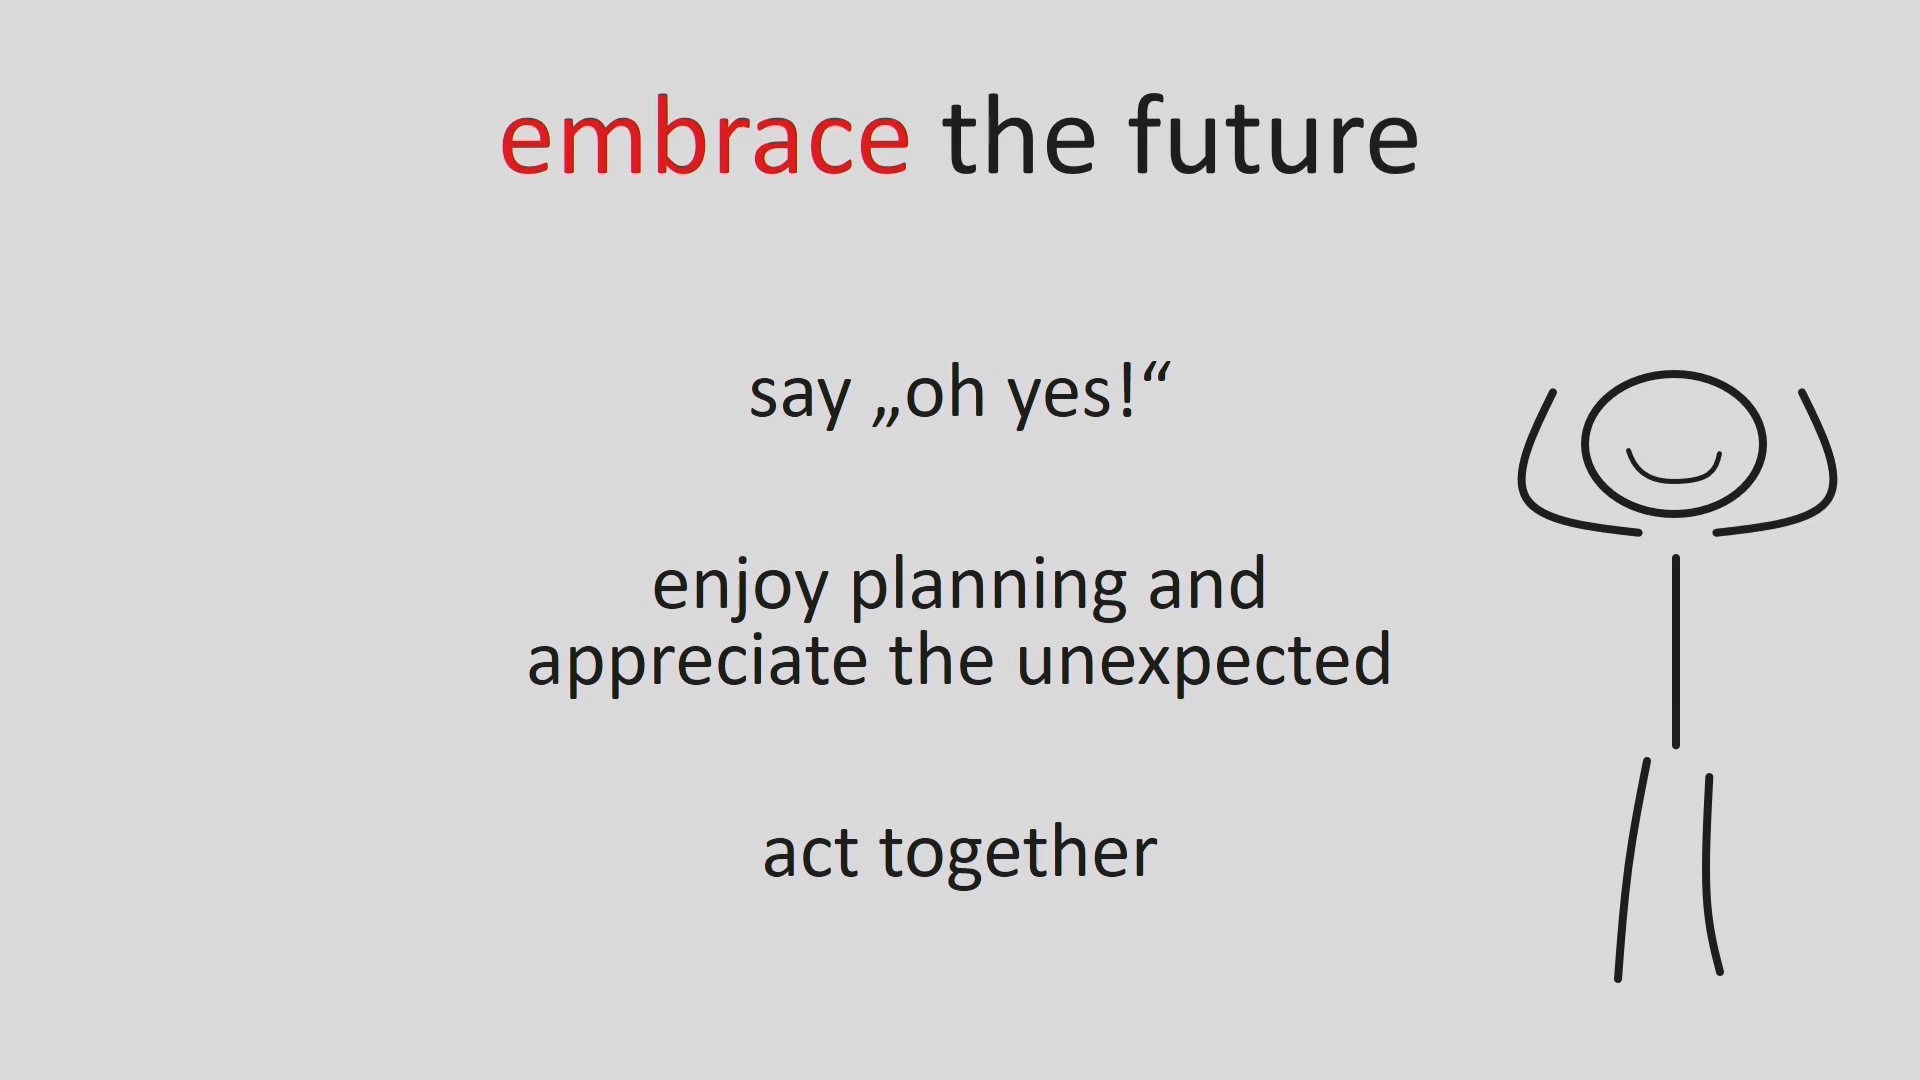 embrace the future
say „oh yes!“
enjoy planning and
appreciate the unexpected
act together